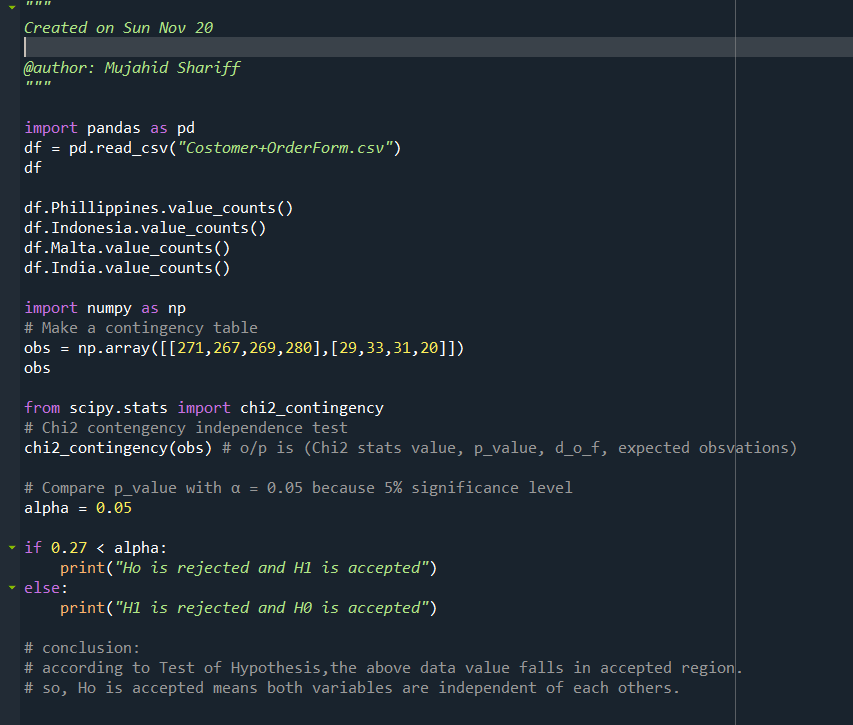 """
Created on Sun Nov 20
@author: Mujahid Shariff
"""
import pandas as pd
df = pd.read_csv("Costomer+OrderForm.csv")
df
df.Phillippines.value_counts()
df.Indonesia.value_counts()
df.Malta.value_counts()
df.India.value_counts()
import numpy as np
# Make a contingency table
obs = np.array([[271,267,269,280],[29,33,31,20]])
obs
from scipy.stats import chi2_contingency
# Chi2 contengency independence test
chi2_contingency(obs) # o/p is (Chi2 stats value, p_value, d_o_f, expected obsvations)
# Compare p_value with α = 0.05 because 5% significance level
alpha = 0.05
if 0.27 < alpha:
    print("Ho is rejected and H1 is accepted")
else:
    print("H1 is rejected and H0 is accepted")
# conclusion:
# according to Test of Hypothesis,the above data value falls in accepted region.
# so, Ho is accepted means both variables are independent of each others.